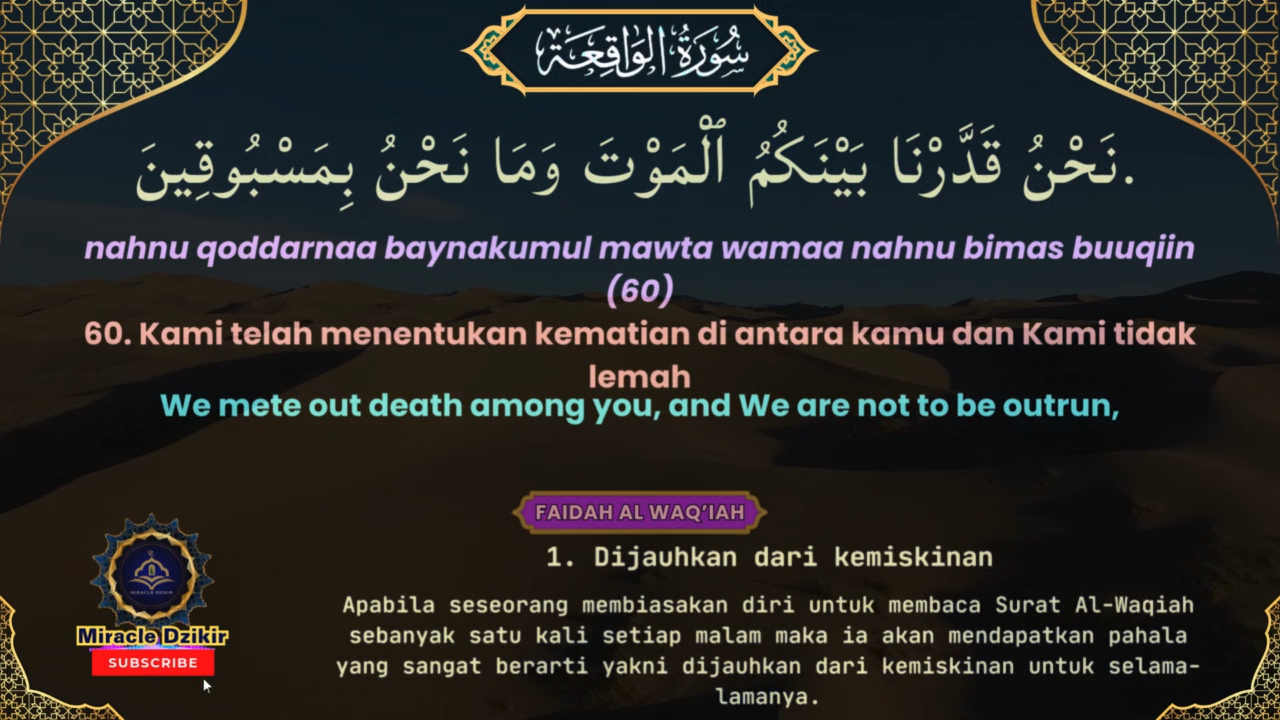 سُورَةُ الوَاقِعَة
نَحْنُ قَدَّرْنَا بَيْنَكُمُ ٱلْمَوْتَ وَمَا نَحْنُ بِمَسْبُوقِينَ.
nahnu qoddarnaa baynakumul mawta wamaa nahnu bimas buuqiin
(60)
60. Kami telah menentukan kematian di antara kamu dan Kami tidak
lemah
We mete out death among you, and We are not to be outrun,
FAIDAH AL WAQ’IAH
1. Dijauhkan dari kemiskinan
Apabila seseorang membiasakan diri untuk membaca Surat Al-Waqiah
sebanyak satu kali setiap malam maka ia akan mendapatkan pahala
yang sangat berarti yakni dijauhkan dari kemiskinan untuk selama-
lamanya.
MIRACLE DZIKIR
Miracle Dzikir
SUBSCRIBE